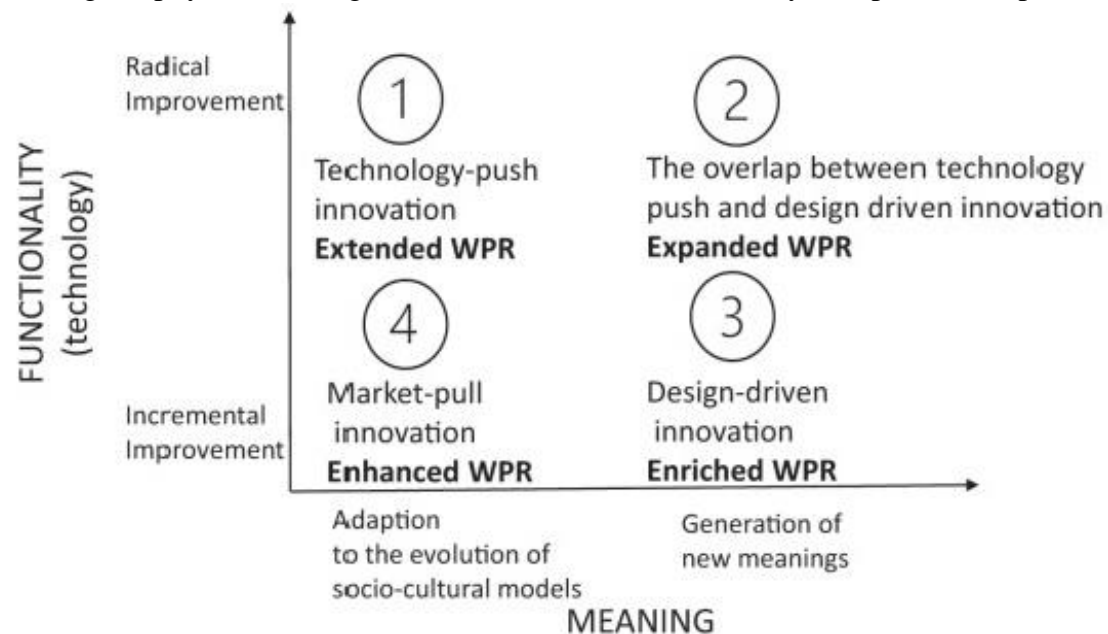 Radical
Improvement
1
2
Technology-push
innovation
Extended WPR
The overlap between technology
push and design driven innovation
Expanded WPR
FUNCTIONALITY
(technology)
4
3
Incremental
Improvement
Market-pull
innovation
Enhanced WPR
Design-driven
innovation
Enriched WPR
Adaption
to the evolution of
socio-cultural models
Generation of
new meanings
MEANING